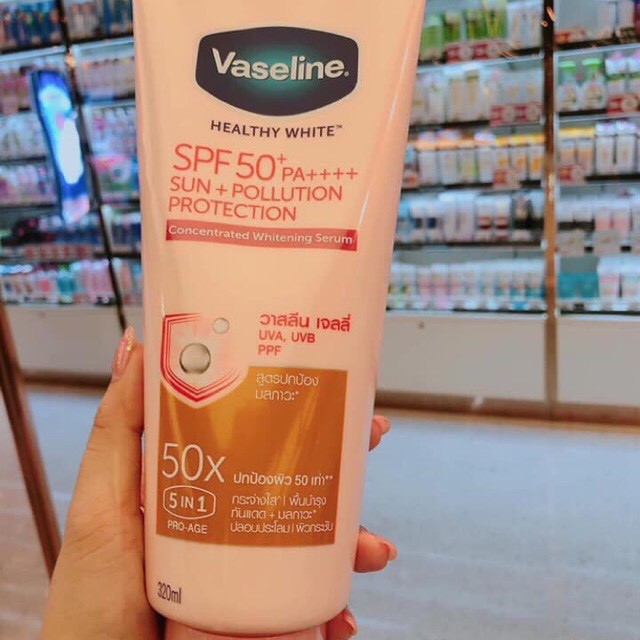 Vaseline®
HEALTHY WHITE™
SPF 50+ PA++++
SUN + POLLUTION
PROTECTION
Concentrated Whitening Serum
วาสลีน เจลลี่
UVA, UVB
PPF
สูตรปกป้อง
มลภาวะ*
50X ปกป้องผิว 50 เท่า**
5 IN 1
PRO-AGE
กระจ่างใส^ | ฟื้นบำรุง
กันแดด + มลภาวะ*
ปลอบประโลม | ผิวกระชับ
320ml